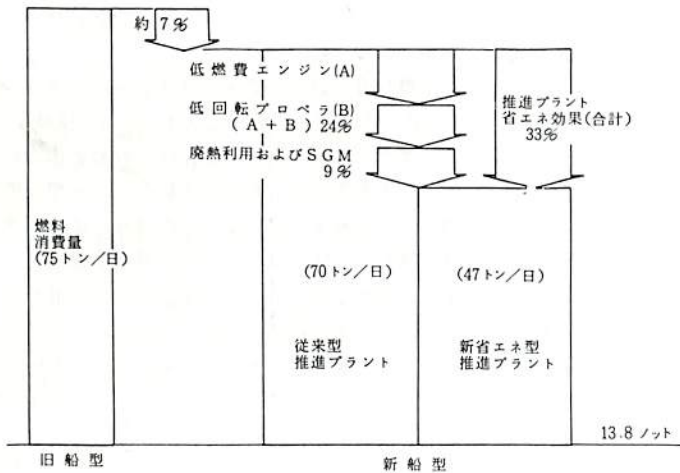 約 7%
低燃費エンジン(A)
低回転プロペラ(B)
(A+B) 24%
廃熱利用およびSGM
9%
推進プラント
省エネ効果(合計)
33%
燃料
消費量
(75トン/日)
(70トン/日)
(47トン/日)
従来型
推進プラント
新省エネ型
推進プラント
13.8ノット
旧船型
新船型